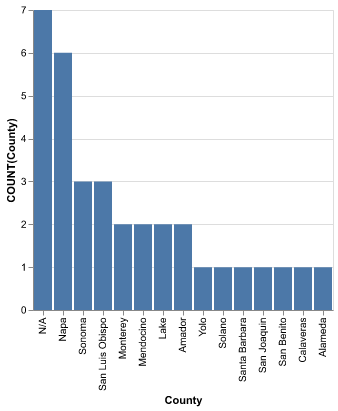 7
6
5
4
3
2
1
0
COUNT(County)
N/A
Napa
Sonoma
San Luis Obispo
Monterey
Mendocino
Lake
Amador
Yolo
Solano
Santa Barbara
San Joaquin
San Benito
Calaveras
Alameda
County